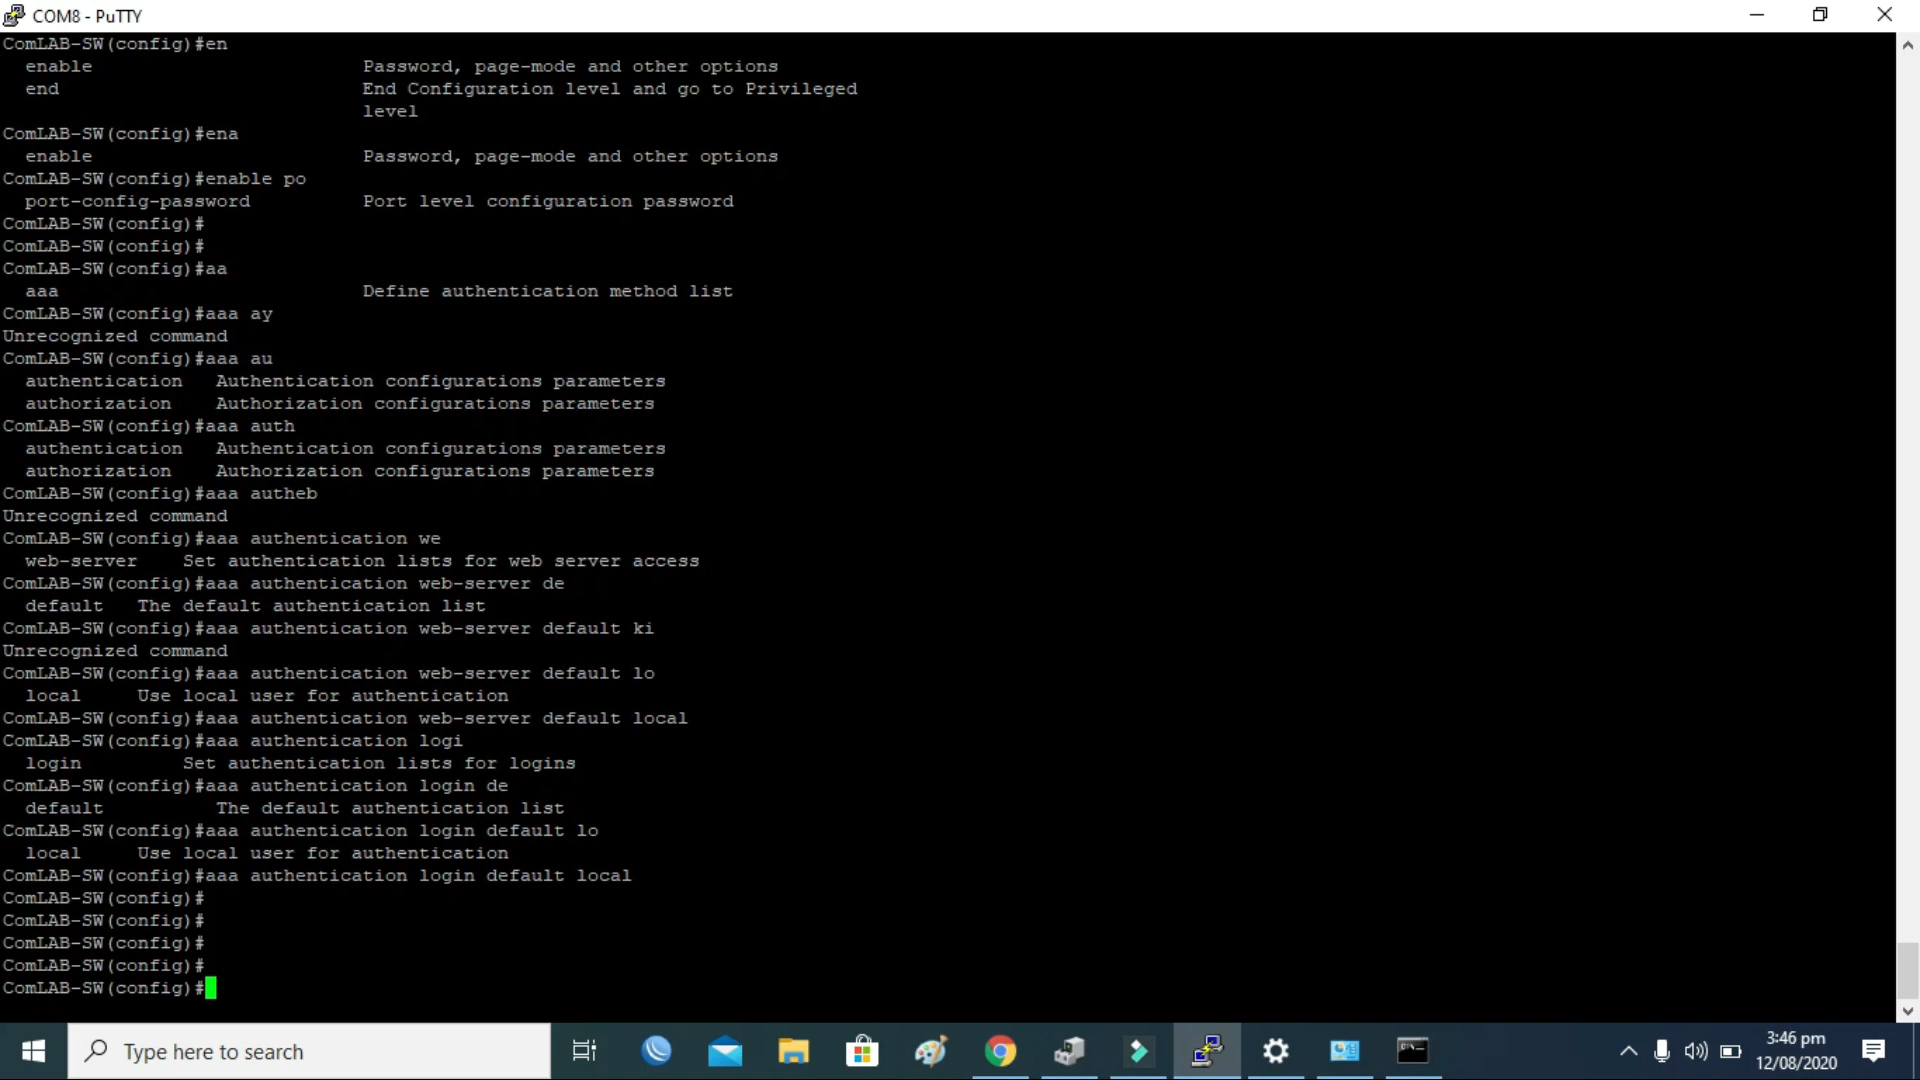 COM8 - PuTTY
ComLAB-SW(config)#en
enable Password, page-mode and other options
end End Configuration level and go to Privileged
level
ComLAB-SW(config)#ena
enable Password, page-mode and other options
ComLAB-SW(config)#enable po
port-config-password Port level configuration password
ComLAB-SW(config)#
ComLAB-SW(config)#
ComLAB-SW(config)#aa
aaa Define authentication method list
ComLAB-SW(config)#aaa ay
Unrecognized command
ComLAB-SW(config)#aaa au
authentication Authentication configurations parameters
authorization Authorization configurations parameters
ComLAB-SW(config)#aaa auth
authentication Authentication configurations parameters
authorization Authorization configurations parameters
ComLAB-SW(config)#aaa autheb
Unrecognized command
ComLAB-SW(config)#aaa authentication we
web-server Set authentication lists for web server access
ComLAB-SW(config)#aaa authentication web-server de
default The default authentication list
ComLAB-SW(config)#aaa authentication web-server default ki
Unrecognized command
ComLAB-SW(config)#aaa authentication web-server default lo
local Use local user for authentication
ComLAB-SW(config)#aaa authentication web-server default local
ComLAB-SW(config)#aaa authentication logi
login Set authentication lists for logins
ComLAB-SW(config)#aaa authentication login de
default The default authentication list
ComLAB-SW(config)#aaa authentication login default lo
local Use local user for authentication
ComLAB-SW(config)#aaa authentication login default local
ComLAB-SW(config)#
ComLAB-SW(config)#
ComLAB-SW(config)#
ComLAB-SW(config)#
ComLAB-SW(config)#
Type here to search
3:46 pm
12/08/2020